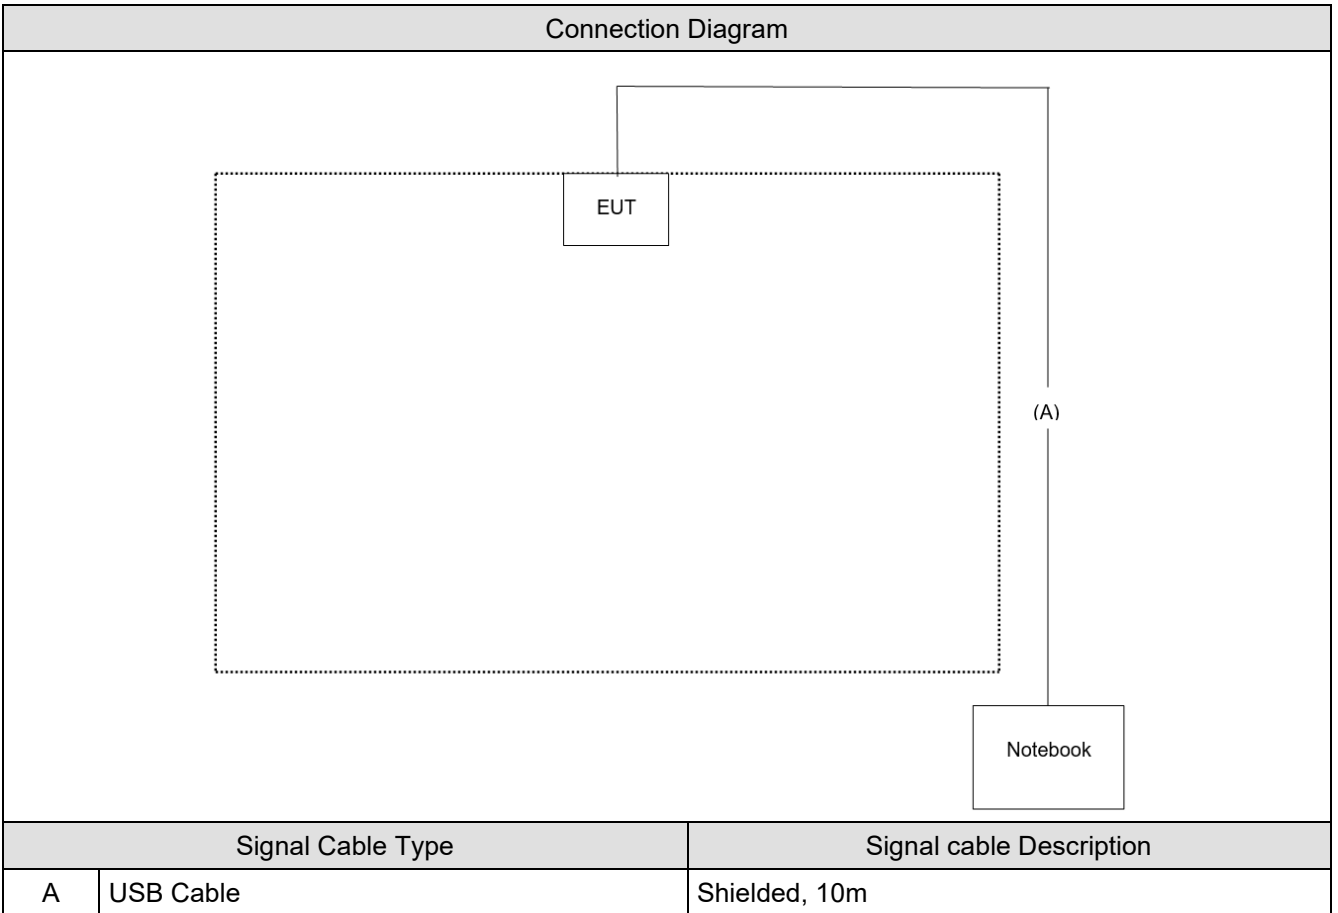 Connection Diagram
EUT
(A)
Notebook
Signal Cable Type Signal cable Description
A USB Cable Shielded, 10m